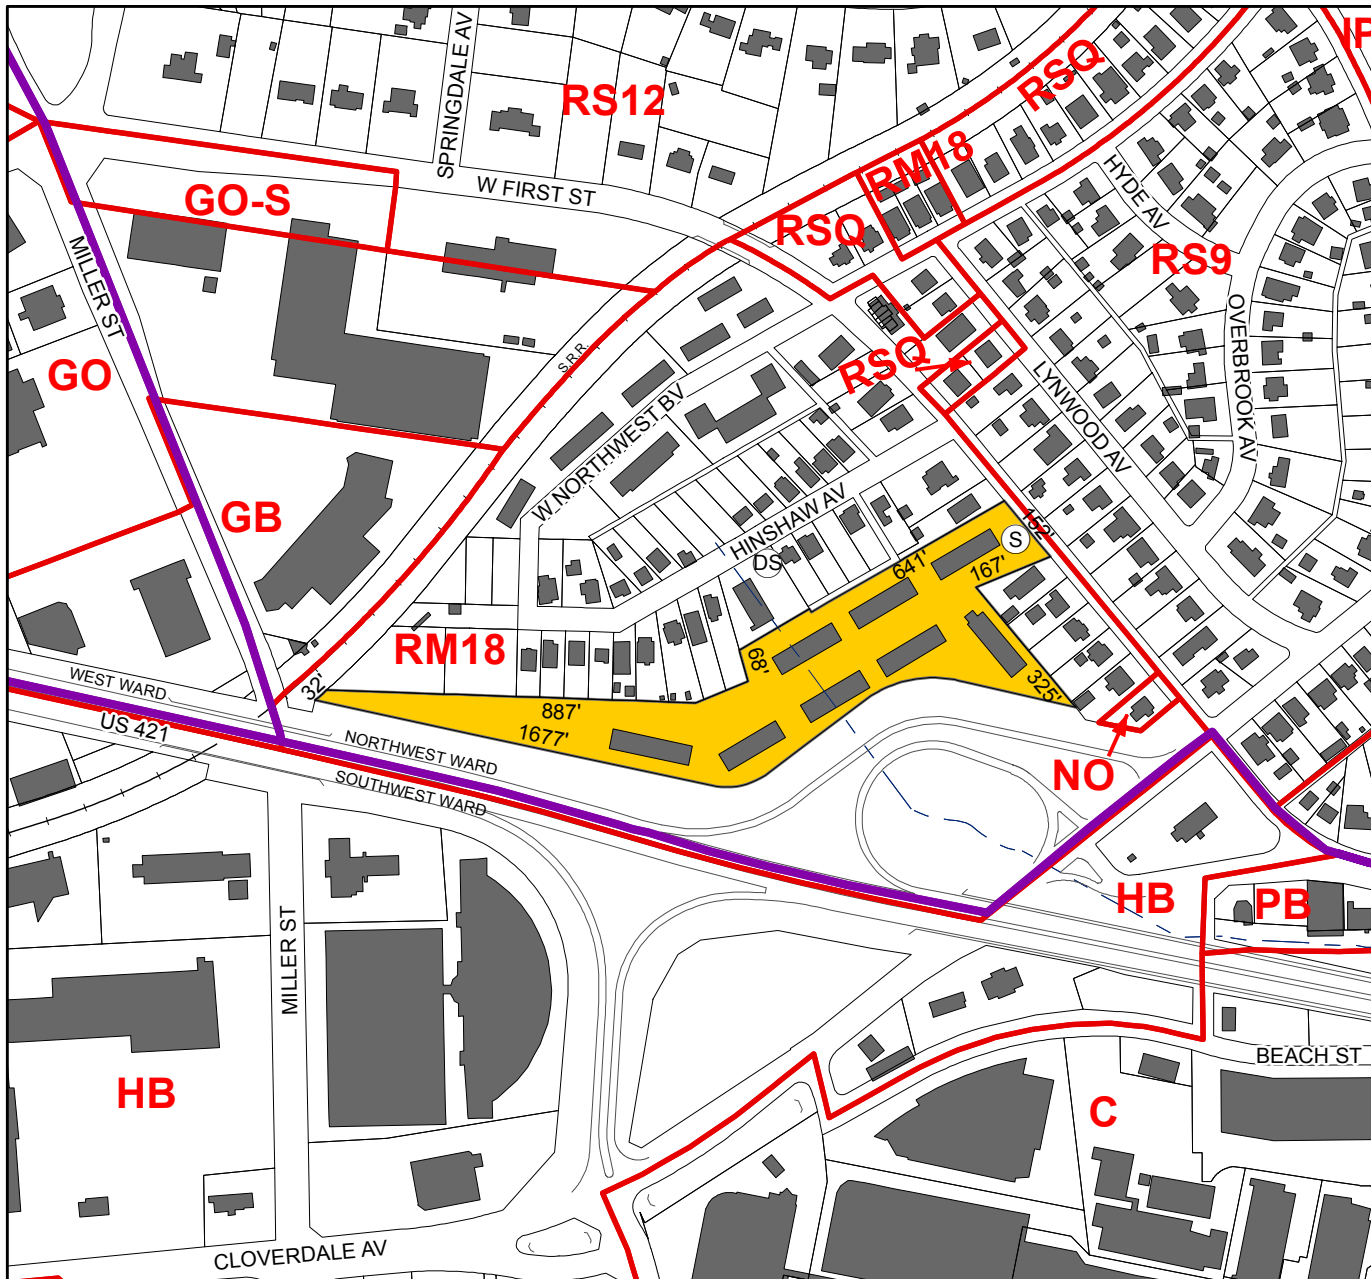 IP
RSQ
SPRINGDALE AV
RS12
RM18
HYDE AV
W FIRST ST
GO-S
RSQ
RS9
MILLER ST
OVERBROOK AV
S.R.R.
GO
RSQ
LYNWOOD AV
W NORTHWEST BV
GB
HINSHAW AV
152'
S
DS
641'
167'
RM18
68'
32'
325'
WEST WARD
887'
US 421
1677'
NORTHWEST WARD
NO
SOUTHWEST WARD
HB
PB
MILLER ST
BEACH ST
HB
C
CLOVERDALE AV